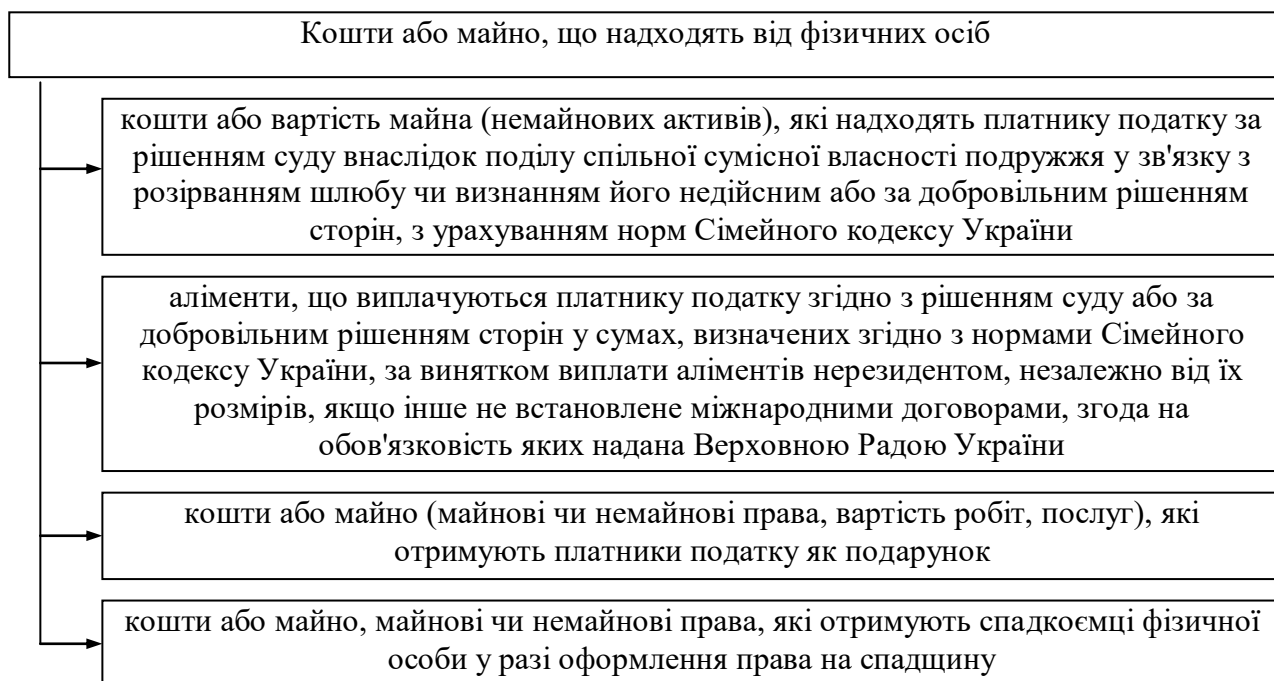 Кошти або майно, що надходять від фізичних осіб
кошти або вартість майна (немайнових активів), які надходять платнику податку за
рішенням суду внаслідок поділу спільної сумісної власності подружжя у зв'язку з
розірванням шлюбу чи визнанням його недійсним або за добровільним рішенням
сторін, з урахуванням норм Сімейного кодексу України
аліменти, що виплачуються платнику податку згідно з рішенням суду або за
добровільним рішенням сторін у сумах, визначених згідно з нормами Сімейного
кодексу України, за винятком виплати аліментів нерезидентом, незалежно від їх
розмірів, якщо інше не встановлене міжнародними договорами, згода на
обов'язковість яких надана Верховною Радою України
кошти або майно (майнові чи немайнові права, вартість робіт, послуг), які
отримують платники податку як подарунок
кошти або майно, майнові чи немайнові права, які отримують спадкоємці фізичної
особи у разі оформлення права на спадщину